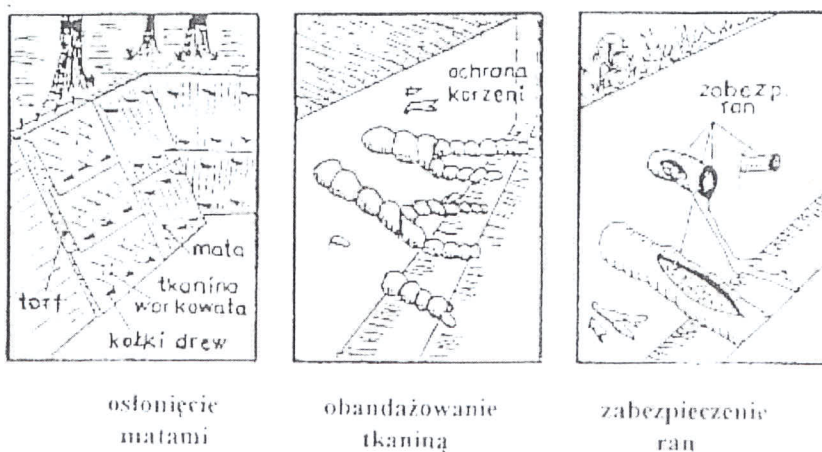 mata
torf
tkanina
workowata
kołki drew
ochrona
korzeni
zabezp.
ran
osłonięcie
matami
obandażowanie
tkaniną
zabezpieczenie
ran